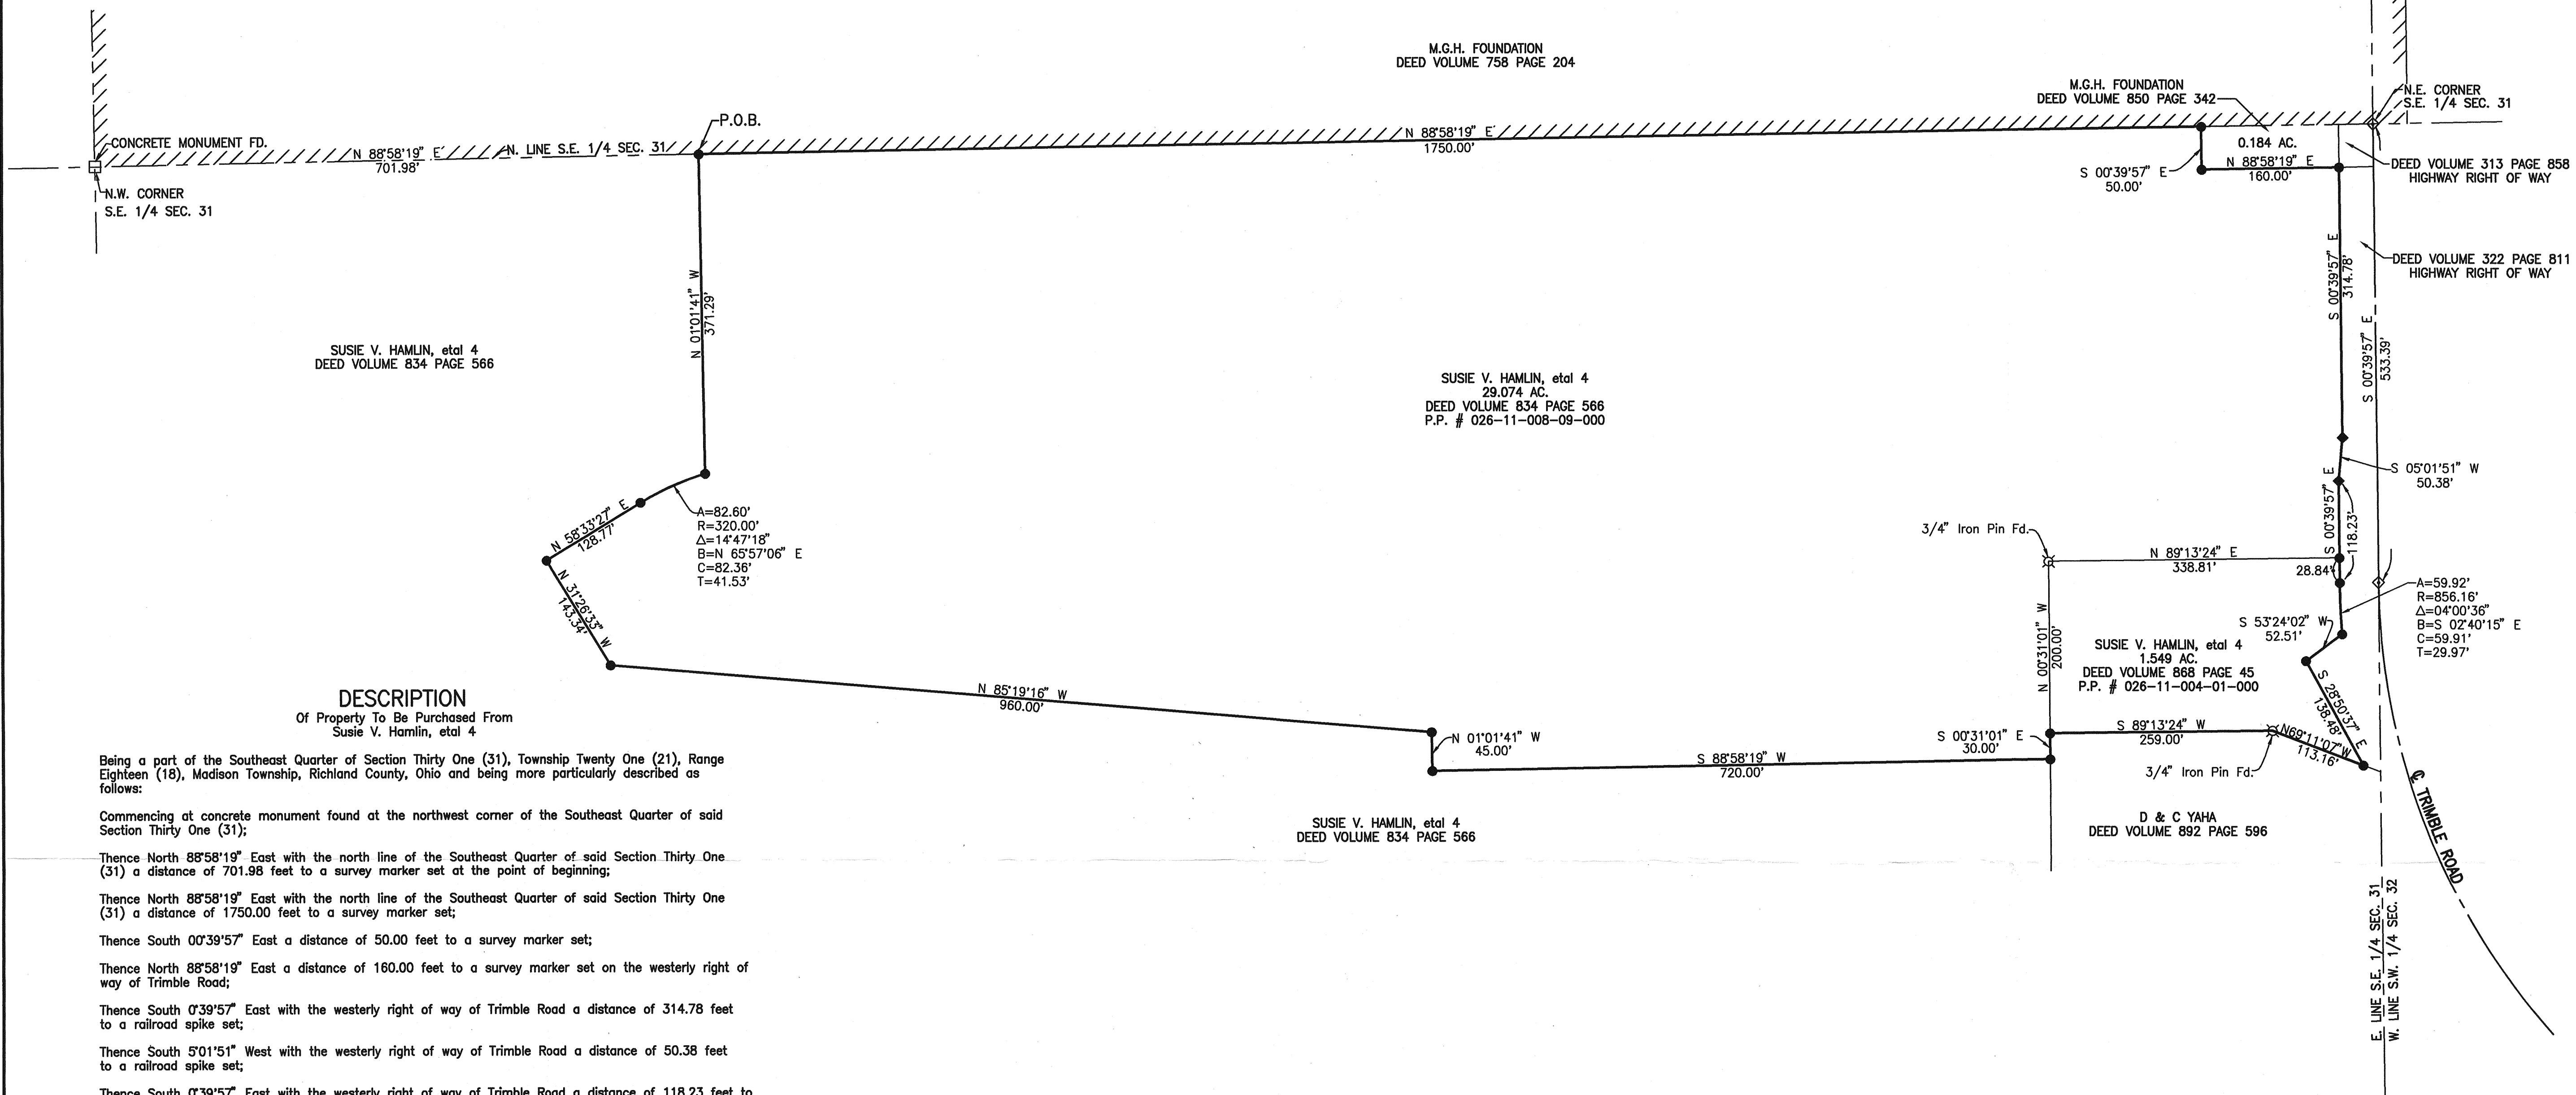 M.G.H. FOUNDATION
DEED VOLUME 758 PAGE 204
M.G.H. FOUNDATION
DEED VOLUME 850 PAGE 342
N.E. CORNER
S.E. 1/4 SEC. 31
CONCRETE MONUMENT FD.
N 88°58'19" E
701.98'
N. LINE S.E. 1/4 SEC. 31
P.O.B.
N 88°58'19" E
1750.00'
0.184 AC.
N 88°58'19" E
160.00'
S 00°39'57" E
50.00'
DEED VOLUME 313 PAGE 858
HIGHWAY RIGHT OF WAY
N.W. CORNER
S.E. 1/4 SEC. 31
DEED VOLUME 322 PAGE 811
HIGHWAY RIGHT OF WAY
N 01°01'41" W
371.29'
S 00°39'57" E
314.78'
S 00°39'57" E
533.39'
SUSIE V. HAMLIN, etal 4
DEED VOLUME 834 PAGE 566
SUSIE V. HAMLIN, etal 4
29.074 AC.
DEED VOLUME 834 PAGE 566
P.P. # 026-11-008-09-000
S 05°01'51" W
50.38'
N 58°33'27" E
128.77'
A=82.60'
R=320.00'
Δ=14°47'18"
B=N 65°57'06" E
C=82.36'
T=41.53'
3/4" Iron Pin Fd.
N 89°13'24" E
338.81'
S 00°39'57" E
118.23'
28.84'
A=59.92'
R=856.16'
Δ=04°00'36"
B=S 02°40'15" E
C=59.91'
T=29.97'
N 31°26'33" W
143.34'
N 00°31'01" W
200.00'
S 53°24'02" W
52.51'
SUSIE V. HAMLIN, etal 4
1.549 AC.
DEED VOLUME 868 PAGE 45
P.P. # 026-11-004-01-000
S 28°50'37" E
138.48'
N 85°19'16" W
960.00'
N 01°01'41" W
45.00'
S 88°58'19" W
720.00'
S 00°31'01" E
30.00'
S 89°13'24" W
259.00'
N69°11'07"W
113.16'
3/4" Iron Pin Fd.
SUSIE V. HAMLIN, etal 4
DEED VOLUME 834 PAGE 566
D & C YAHA
DEED VOLUME 892 PAGE 596
℄ TRIMBLE ROAD
E. LINE S.E. 1/4 SEC. 31
W. LINE S.W. 1/4 SEC. 32
DESCRIPTION
Of Property To Be Purchased From
Susie V. Hamlin, etal 4
Being a part of the Southeast Quarter of Section Thirty One (31), Township Twenty One (21), Range
Eighteen (18), Madison Township, Richland County, Ohio and being more particularly described as
follows:
Commencing at concrete monument found at the northwest corner of the Southeast Quarter of said
Section Thirty One (31);
Thence North 88°58'19" East with the north line of the Southeast Quarter of said Section Thirty One
(31) a distance of 701.98 feet to a survey marker set at the point of beginning;
Thence North 88°58'19" East with the north line of the Southeast Quarter of said Section Thirty One
(31) a distance of 1750.00 feet to a survey marker set;
Thence South 00°39'57" East a distance of 50.00 feet to a survey marker set;
Thence North 88°58'19" East a distance of 160.00 feet to a survey marker set on the westerly right of
way of Trimble Road;
Thence South 0°39'57" East with the westerly right of way of Trimble Road a distance of 314.78 feet
to a railroad spike set;
Thence South 5°01'51" West with the westerly right of way of Trimble Road a distance of 50.38 feet
to a railroad spike set;
Thence South 0°39'57" East with the westerly right of way of Trimble Road a distance of 118.23 feet to